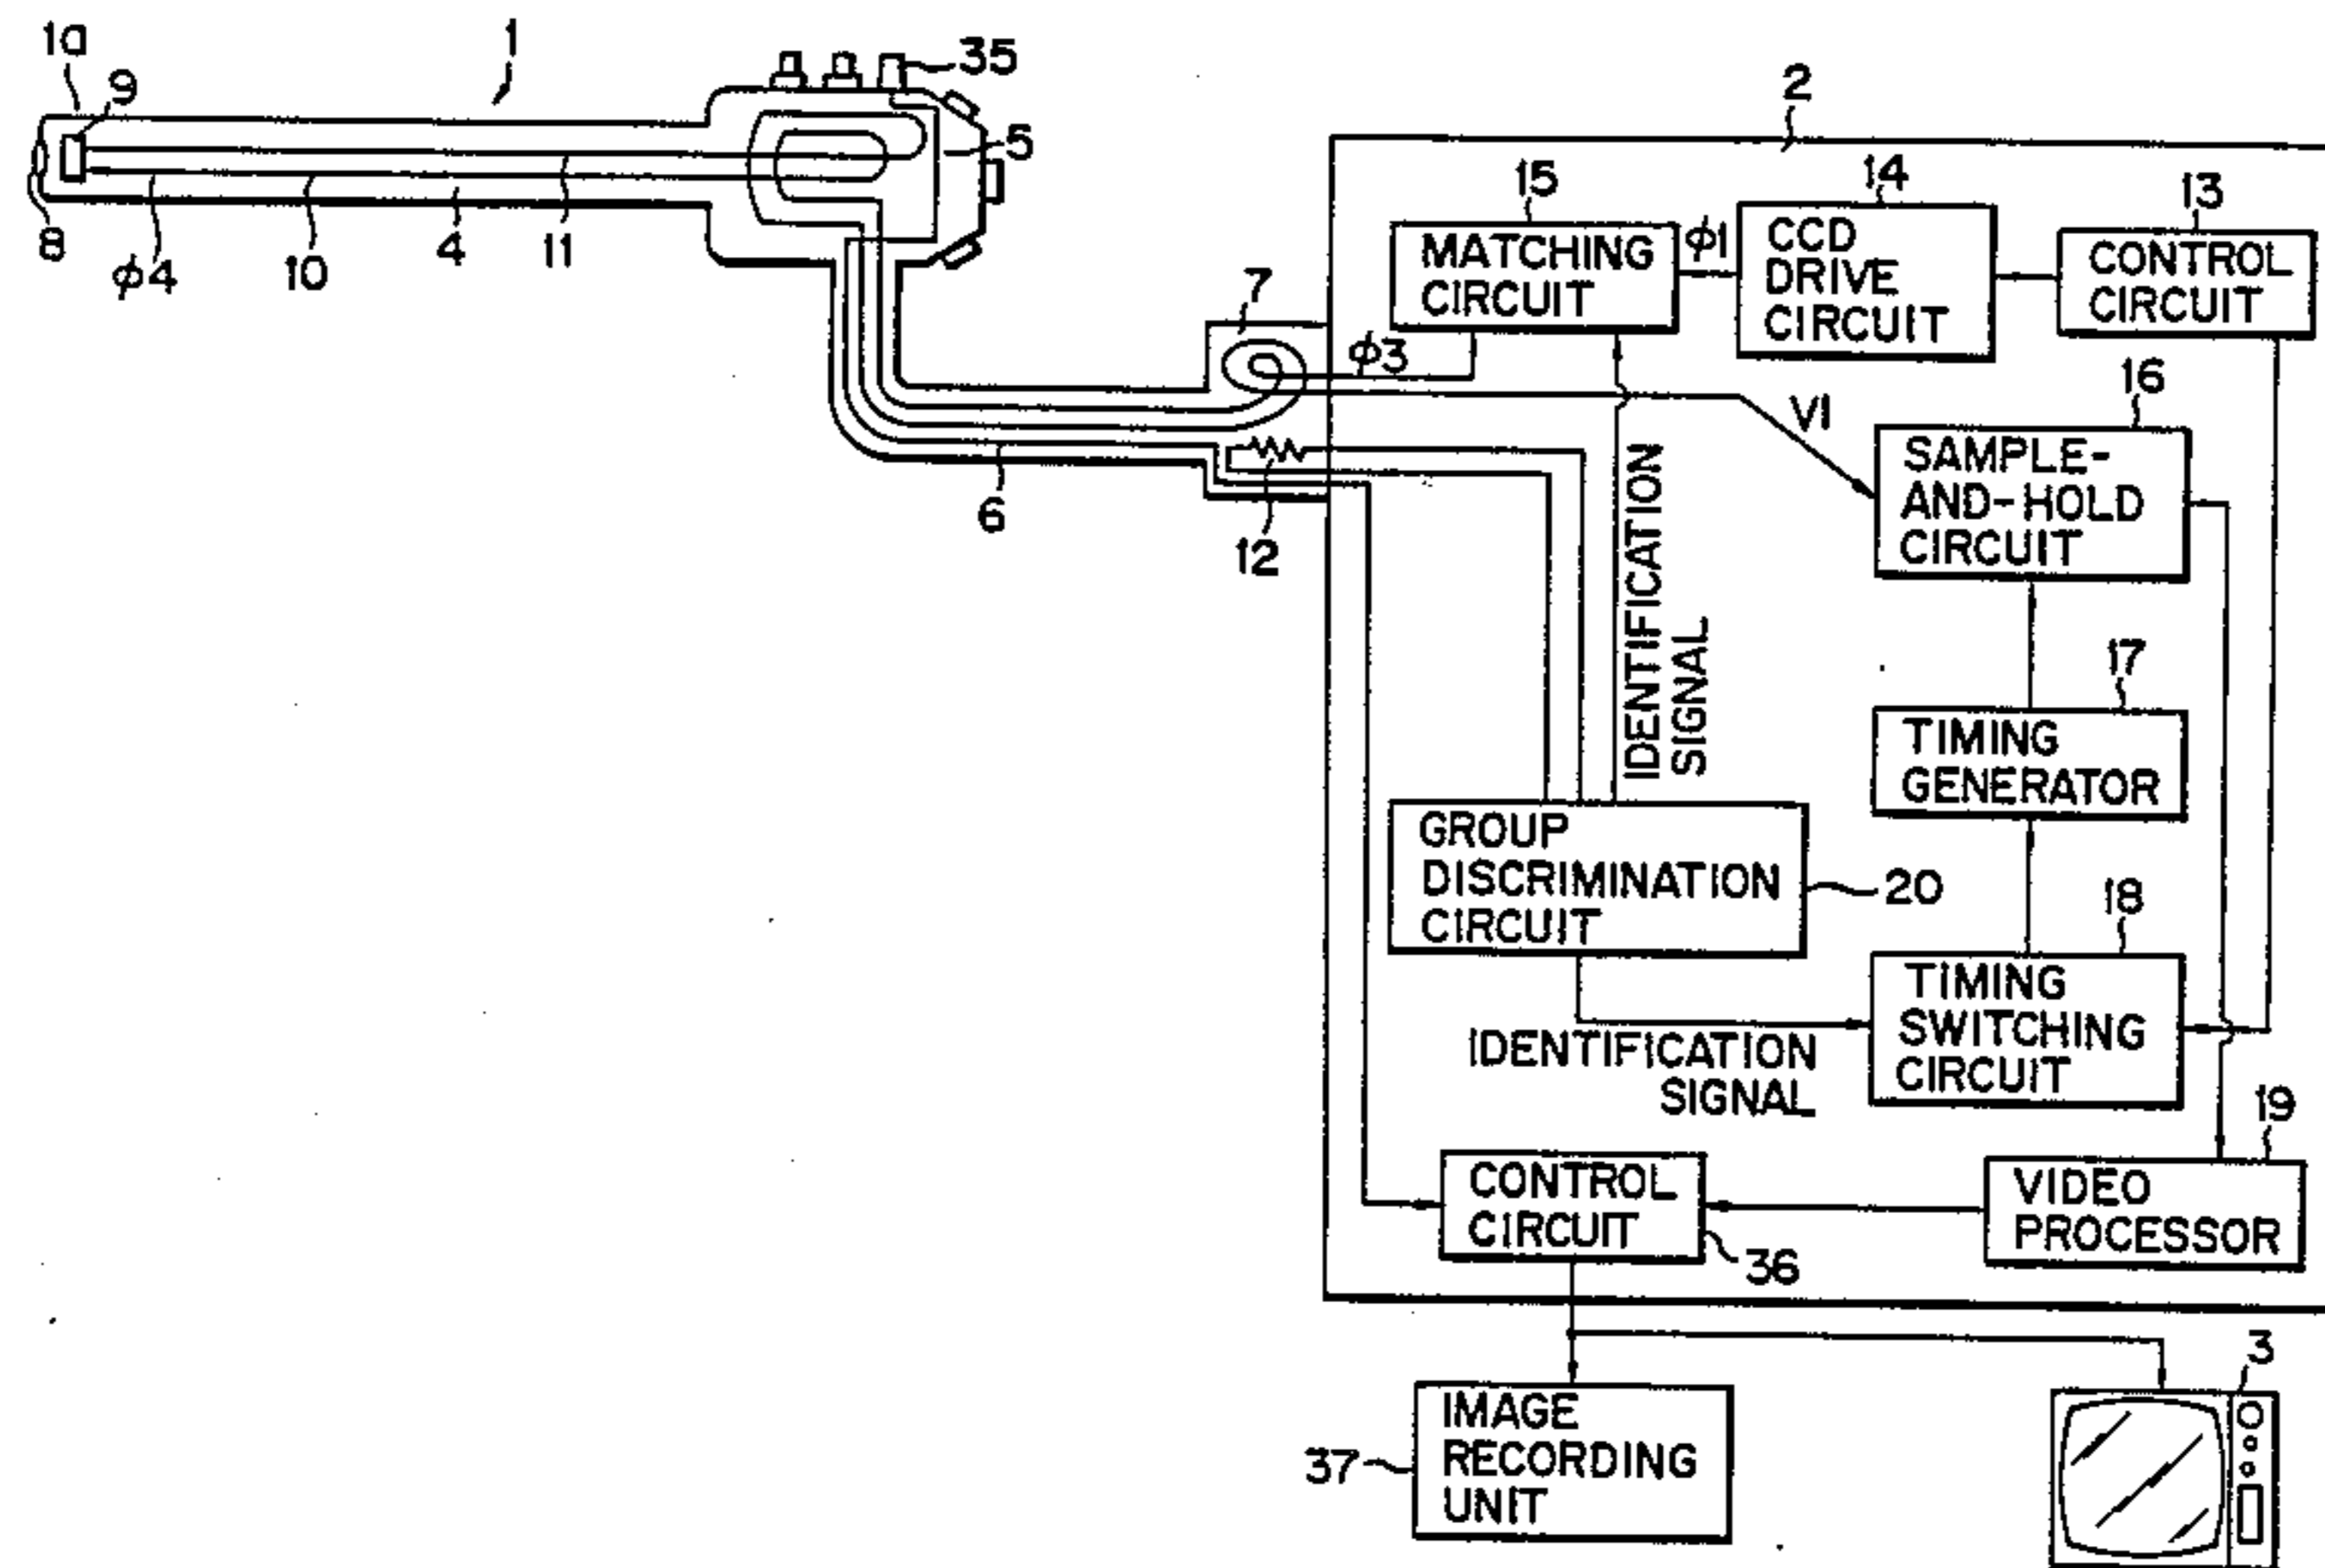 1a
9
1
35
5
8
φ4
10
4
11
7
6
12
2
15
MATCHING
CIRCUIT
φ1
14
CCD
DRIVE
CIRCUIT
13
CONTROL
CIRCUIT
φ3
V1
16
SAMPLE-
AND-HOLD
CIRCUIT
IDENTIFICATION
SIGNAL
17
TIMING
GENERATOR
GROUP
DISCRIMINATION
CIRCUIT
20
18
TIMING
SWITCHING
CIRCUIT
IDENTIFICATION
SIGNAL
19
VIDEO
PROCESSOR
CONTROL
CIRCUIT
36
3
37
IMAGE
RECORDING
UNIT